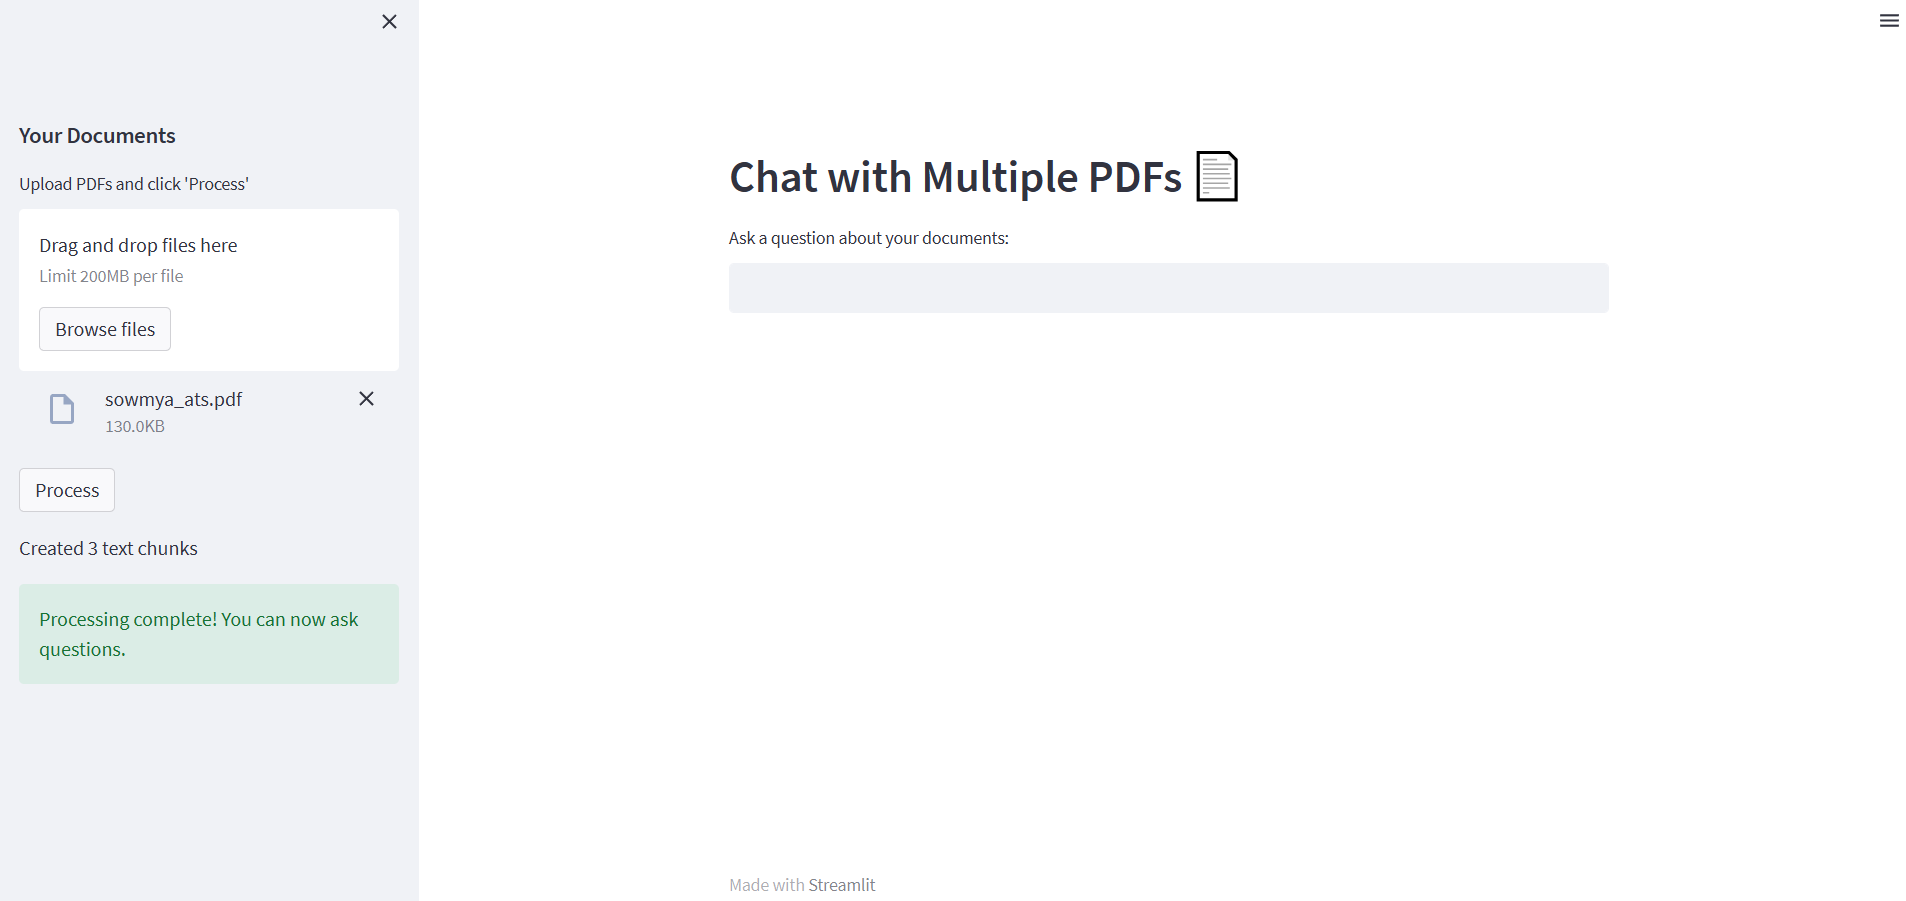 Your Documents
Upload PDFs and click 'Process'
Drag and drop files here
Limit 200MB per file
Browse files
sowmya_ats.pdf
130.0KB
Process
Created 3 text chunks
Processing complete! You can now ask
questions.
Chat with Multiple PDFs
Ask a question about your documents:
Made with Streamlit